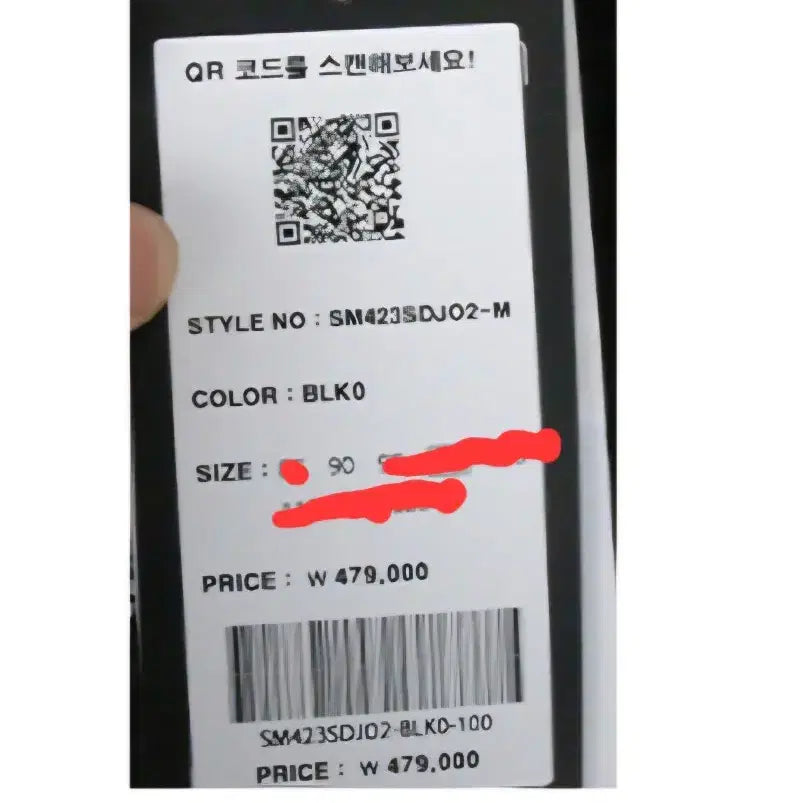 QR 코드를 스캔해보세요!
STYLE NO : SM423SDJ02-M
COLOR : BLK0
SIZE : 90
PRICE : ₩ 479,000
SM423SDJ02-BLK0-100
PRICE : ₩ 479,000